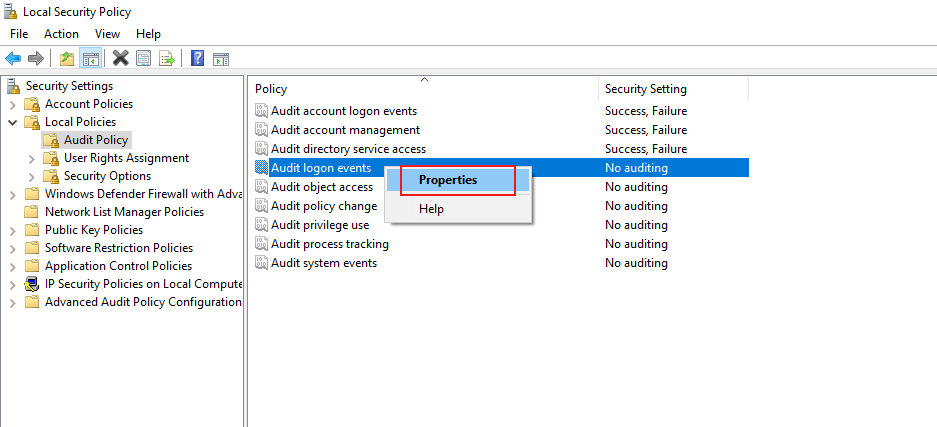 Local Security Policy
File Action View Help
Security Settings
Account Policies
Local Policies
Audit Policy
User Rights Assignment
Security Options
Windows Defender Firewall with Adva
Network List Manager Policies
Public Key Policies
Software Restriction Policies
Application Control Policies
IP Security Policies on Local Compute
Advanced Audit Policy Configuration
Policy Security Setting
Audit account logon events Success, Failure
Audit account management Success, Failure
Audit directory service access Success, Failure
Audit logon events No auditing
Audit object access No auditing
Audit policy change No auditing
Audit privilege use No auditing
Audit process tracking No auditing
Audit system events No auditing
Properties
Help